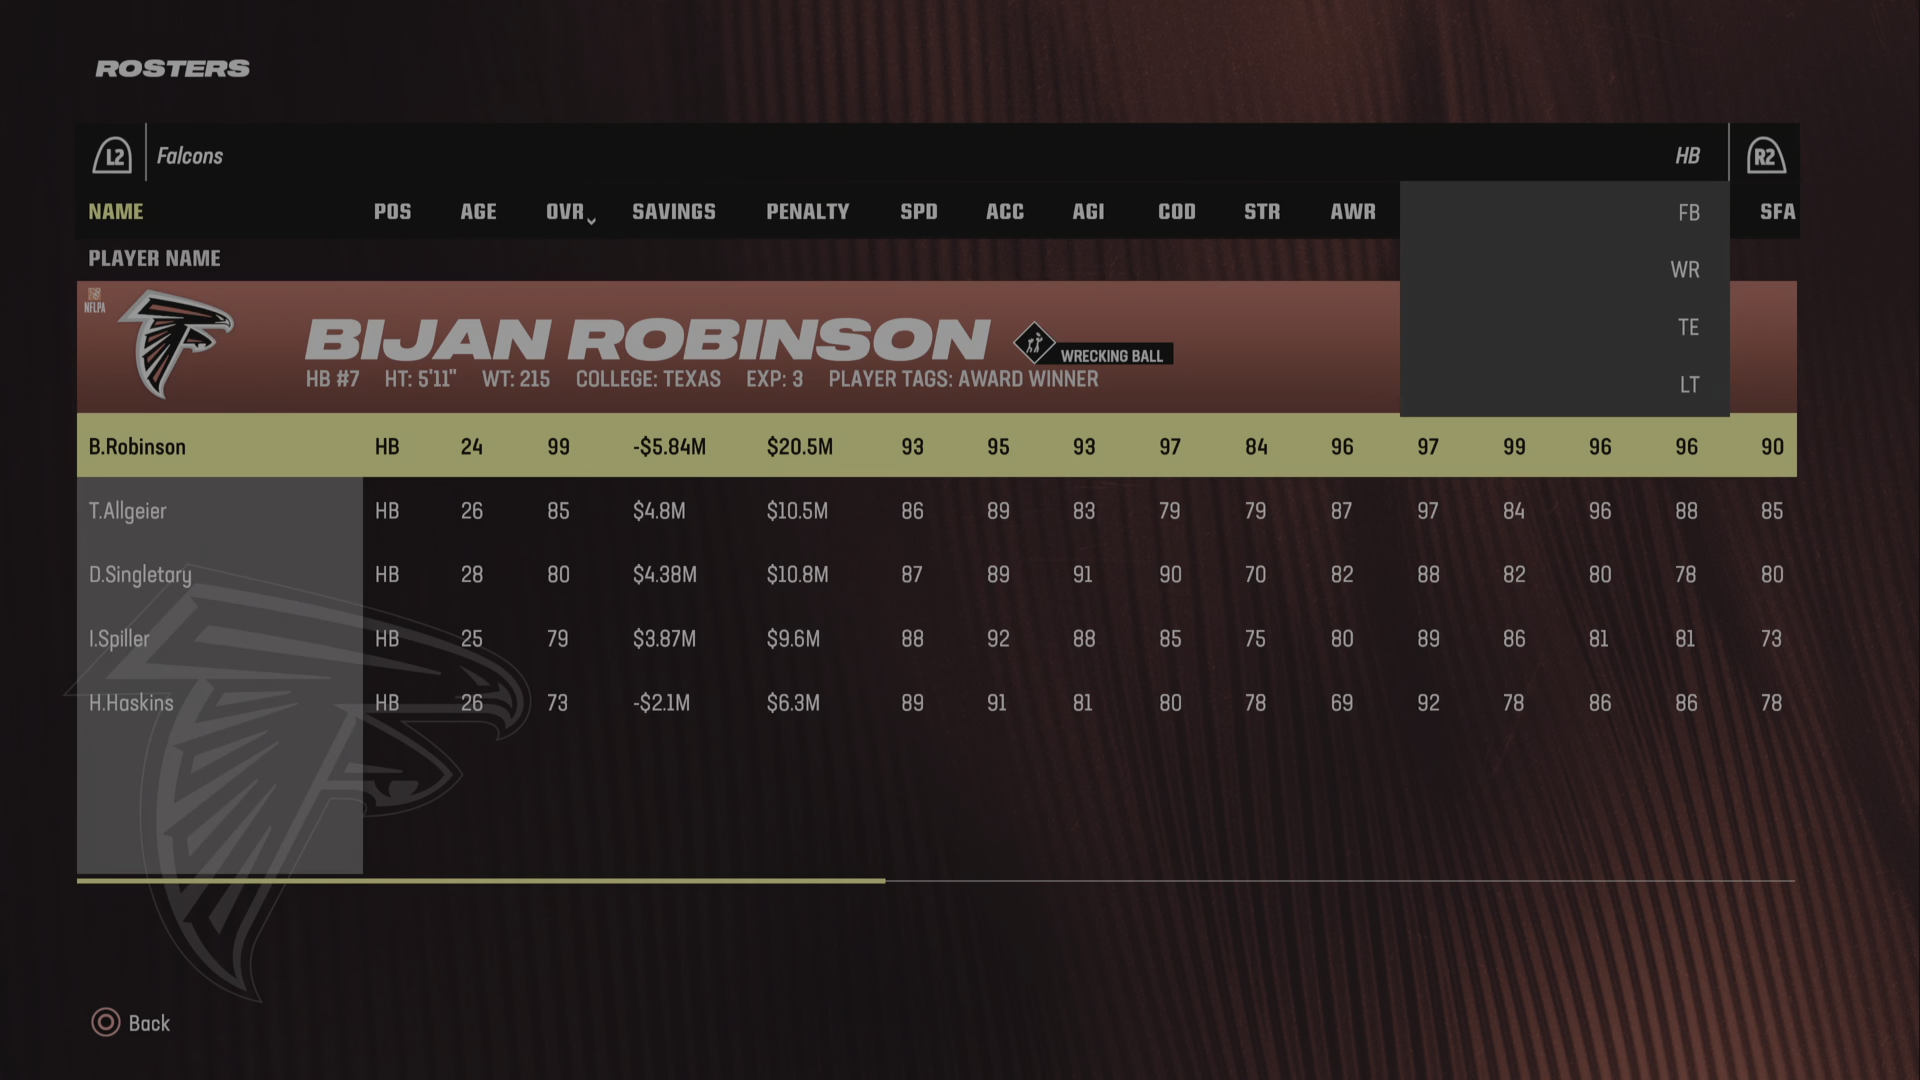 ROSTERS
L2 Falcons HB R2
NAME POS AGE OVR SAVINGS PENALTY SPD ACC AGI COD STR AWR FB SFA
PLAYER NAME WR
NFLPA
BIJAN ROBINSON WRECKING BALL TE
HB #7 HT: 5'11" WT: 215 COLLEGE: TEXAS EXP: 3 PLAYER TAGS: AWARD WINNER LT
B.Robinson HB 24 99 -$5.84M $20.5M 93 95 93 97 84 96 97 99 96 96 90
T.Allgeier HB 26 85 $4.8M $10.5M 86 89 83 79 79 87 97 84 96 88 85
D.Singletary HB 28 80 $4.38M $10.8M 87 89 91 90 70 82 88 82 80 78 80
I.Spiller HB 25 79 $3.87M $9.6M 88 92 88 85 75 80 89 86 81 81 73
H.Haskins HB 26 73 -$2.1M $6.3M 89 91 81 80 78 69 92 78 86 86 78
Back